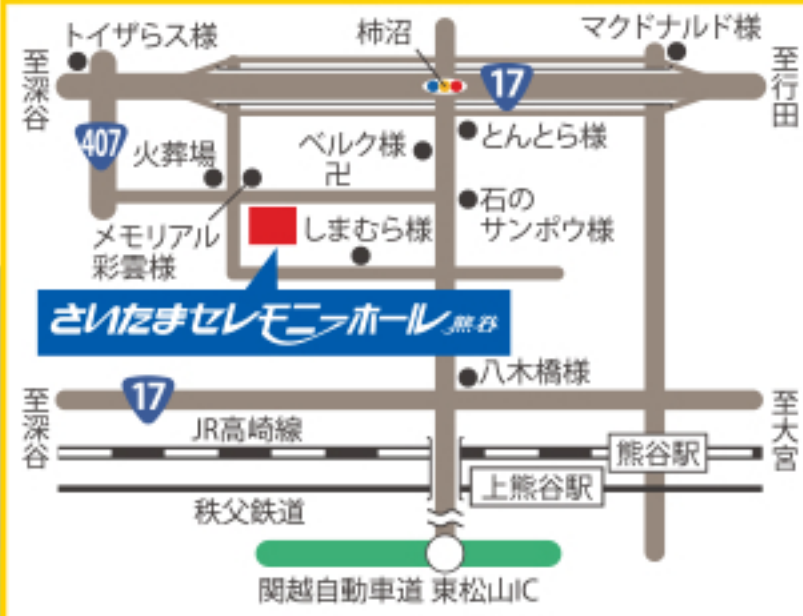 トイザらス様
柿沼
マクドナルド様
至深谷
17
至行田
407
火葬場
ベルク様
卍
とんとら様
石の
サンポウ様
メモリアル
彩雲様
しまむら様
さいたまセレモニーホール 熊谷
八木橋様
17
至深谷
至大宮
JR高崎線
熊谷駅
上熊谷駅
秩父鉄道
関越自動車道 東松山IC